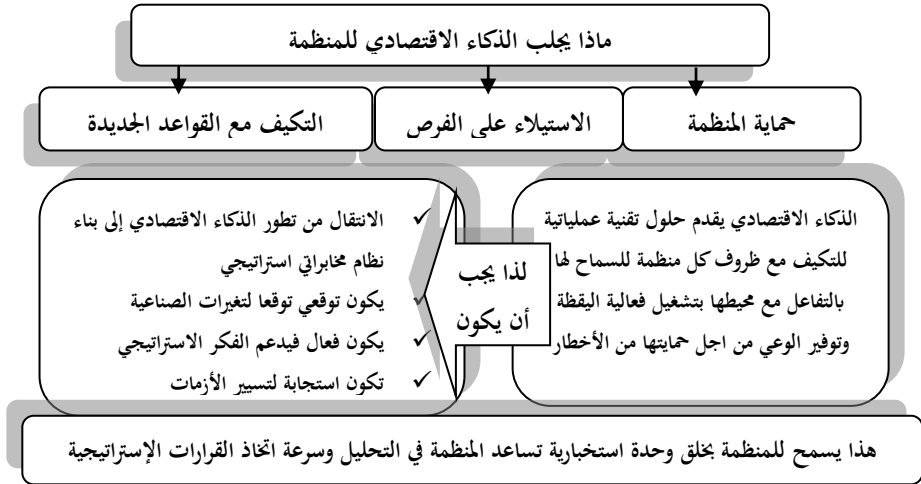 ماذا يجلب الذكاء الاقتصادي للمنظمة
حماية المنظمة
الاستيلاء على الفرص
التكيف مع القواعد الجديدة
الذكاء الاقتصادي يقدم حلول تقنية عملياتية
للتكيف مع ظروف كل منظمة للسماح لها
بالتفاعل مع محيطها بتشغيل فعالية اليقظة
وتوفير الوعي من اجل حمايتها من الأخطار
لذا يجب
أن يكون
✓ الانتقال من تطور الذكاء الاقتصادي إلى بناء
نظام مخابراتي استراتيجي
✓ يكون توقعي توقعا لتغيرات الصناعية
✓ يكون فعال فيدعم الفكر الاستراتيجي
✓ تكون استجابة لتسيير الأزمات
هذا يسمح للمنظمة بخلق وحدة استخبارية تساعد المنظمة في التحليل وسرعة اتخاذ القرارات الإستراتيجية